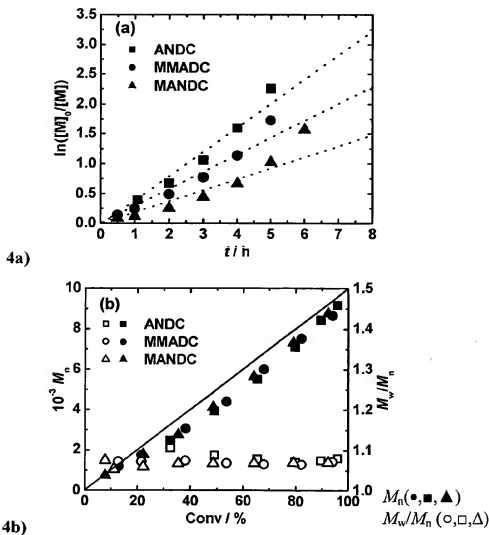 (a)
■ ANDC
● MMADC
▲ MANDC
ln([M]₀/[M])
3.5
3.0
2.5
2.0
1.5
1.0
0.5
0.0
0 1 2 3 4 5 6 7 8
t / h
4a)
(b)
□ ■ ANDC
○ ● MMADC
△ ▲ MANDC
10⁻³ Mₙ
10
8
6
4
2
0
M_w/Mₙ
1.5
1.4
1.3
1.2
1.1
1.0
0 20 40 60 80 100
Conv / %
Mₙ(●,■,▲)
M_w/Mₙ (○,□,Δ)
4b)